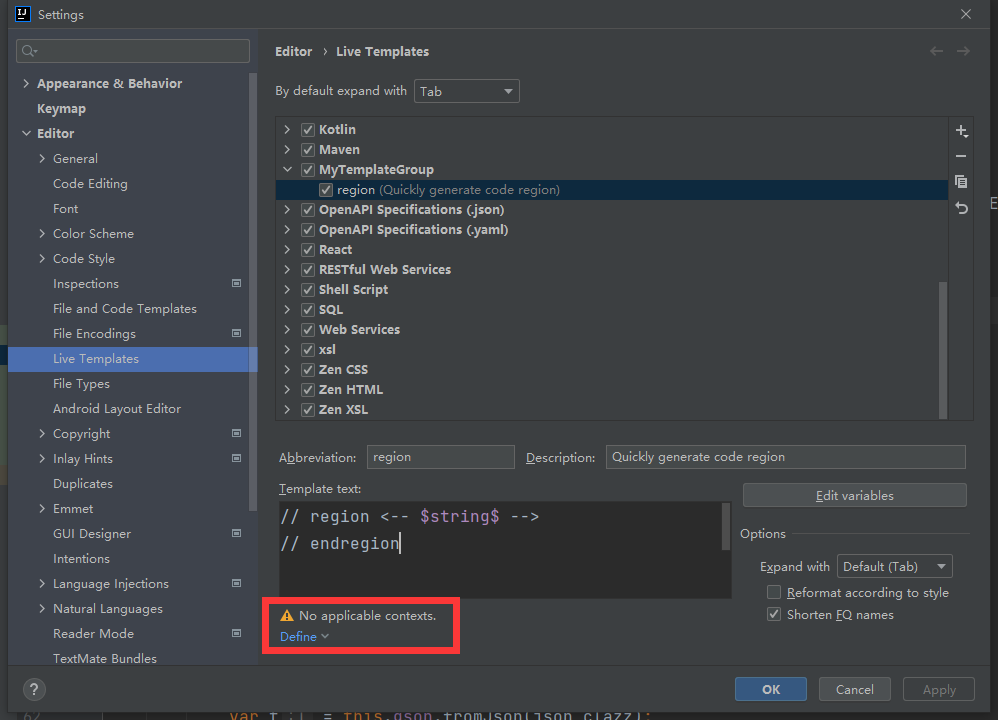 Settings
Editor › Live Templates
By default expand with Tab
Appearance & Behavior
Keymap
Editor
General
Code Editing
Font
Color Scheme
Code Style
Inspections
File and Code Templates
File Encodings
Live Templates
File Types
Android Layout Editor
Copyright
Inlay Hints
Duplicates
Emmet
GUI Designer
Intentions
Language Injections
Natural Languages
Reader Mode
TextMate Bundles
Kotlin
Maven
MyTemplateGroup
region (Quickly generate code region)
OpenAPI Specifications (.json)
OpenAPI Specifications (.yaml)
React
RESTful Web Services
Shell Script
SQL
Web Services
xsl
Zen CSS
Zen HTML
Zen XSL
Abbreviation: region Description: Quickly generate code region
Template text:
// region <-- $string$ -->
// endregion
Edit variables
Options
Expand with Default (Tab)
Reformat according to style
Shorten FQ names
No applicable contexts.
Define
?
OK Cancel Apply